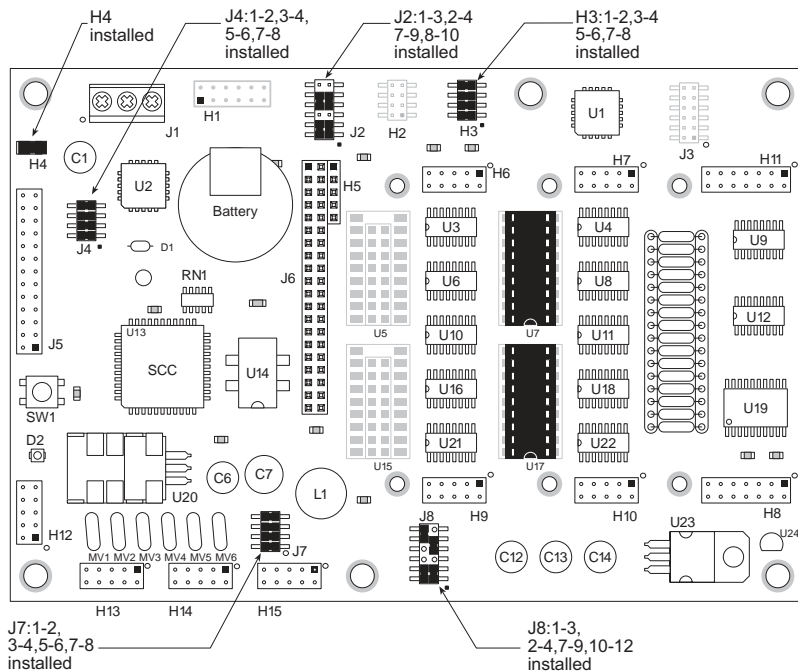 H4
installed
J4:1-2,3-4,
5-6,7-8
installed
J2:1-3,2-4
7-9,8-10
installed
H3:1-2,3-4
5-6,7-8
installed
J1
H1
J2
H2
H3
U1
J3
H4
C1
U2
Battery
H5
H6
H7
H11
J4
D1
J6
U3
U4
U9
RN1
U6
U8
J5
U13
SCC
U14
U5
U10
U7
U11
U12
SW1
U16
U18
U19
D2
U20
C6
C7
L1
U15
U21
U17
U22
H12
MV1
MV2
MV3
MV4
MV5
MV6
J7
J8
H9
H10
U23
H8
U24
C12
C13
C14
H13
H14
H15
J7:1-2,
3-4,5-6,7-8
installed
J8:1-3,
2-4,7-9,10-12
installed